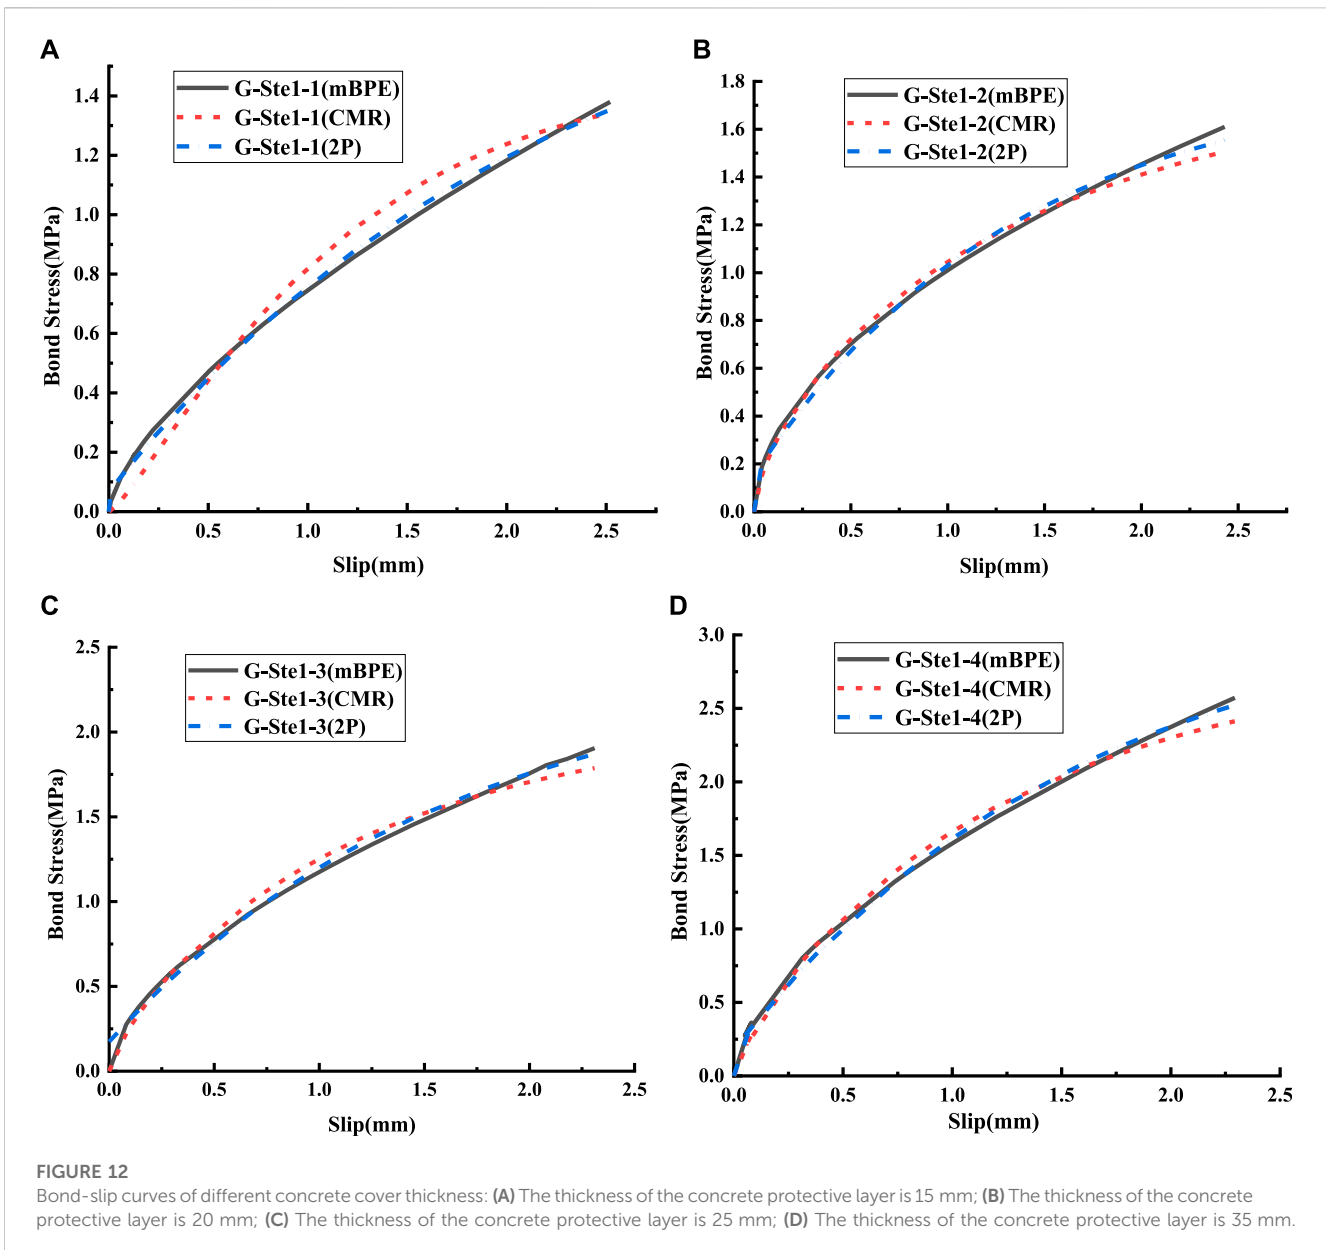 A
G-Ste1-1(mBPE)
G-Ste1-1(CMR)
G-Ste1-1(2P)
Bond Stress(MPa)
1.4
1.2
1.0
0.8
0.6
0.4
0.2
0.0
0.0 0.5 1.0 1.5 2.0 2.5
Slip(mm)
B
G-Ste1-2(mBPE)
G-Ste1-2(CMR)
G-Ste1-2(2P)
Bond Stress(MPa)
1.8
1.6
1.4
1.2
1.0
0.8
0.6
0.4
0.2
0.0
0.0 0.5 1.0 1.5 2.0 2.5
Slip(mm)
C
G-Ste1-3(mBPE)
G-Ste1-3(CMR)
G-Ste1-3(2P)
Bond Stress(MPa)
2.5
2.0
1.5
1.0
0.5
0.0
0.0 0.5 1.0 1.5 2.0 2.5
Slip(mm)
D
G-Ste1-4(mBPE)
G-Ste1-4(CMR)
G-Ste1-4(2P)
Bond Stress(MPa)
3.0
2.5
2.0
1.5
1.0
0.5
0.0
0.0 0.5 1.0 1.5 2.0 2.5
Slip(mm)
FIGURE 12
Bond-slip curves of different concrete cover thickness: (A) The thickness of the concrete protective layer is 15 mm; (B) The thickness of the concrete
protective layer is 20 mm; (C) The thickness of the concrete protective layer is 25 mm; (D) The thickness of the concrete protective layer is 35 mm.